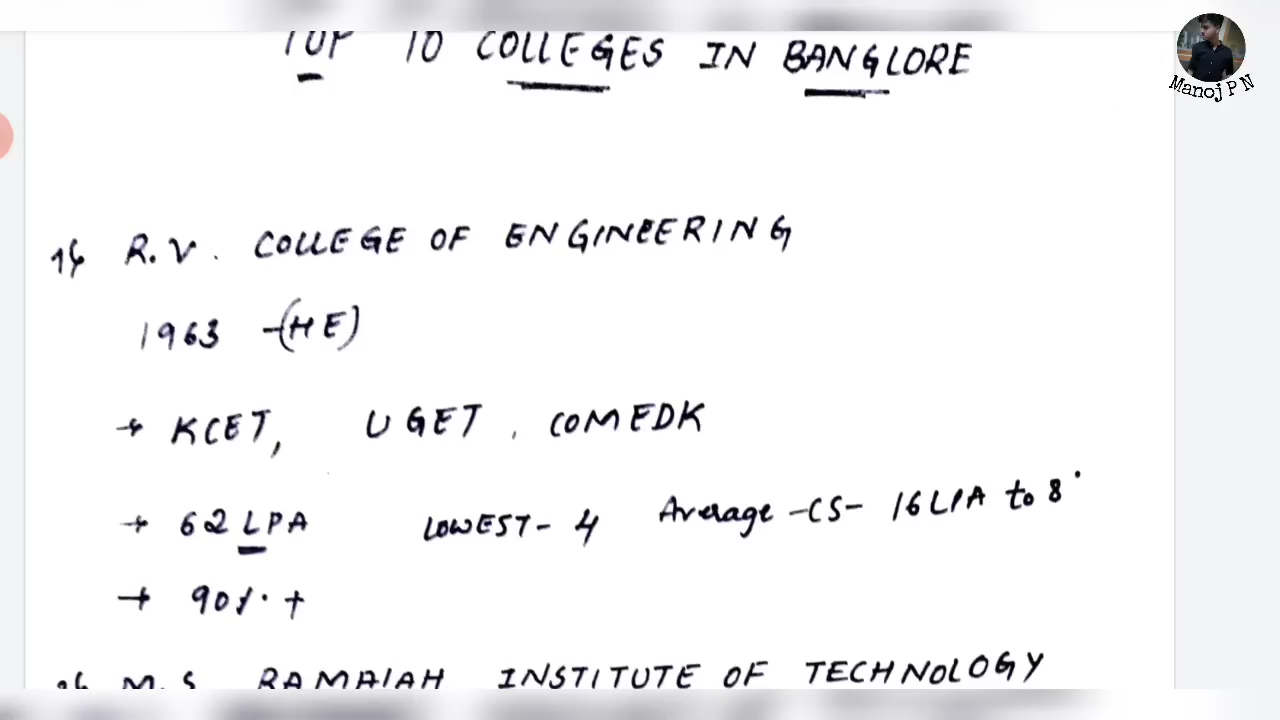 TOP 10 COLLEGES IN BANGLORE
Manoj P N
1) R.V. COLLEGE OF ENGINEERING
1963 -(HE)
→ KCET, UGET, COMEDK
→ 62 LPA LOWEST - 4 Average -CS- 16 LPA to 8
→ 90% +
2) M.S. RAMAIAH INSTITUTE OF TECHNOLOGY